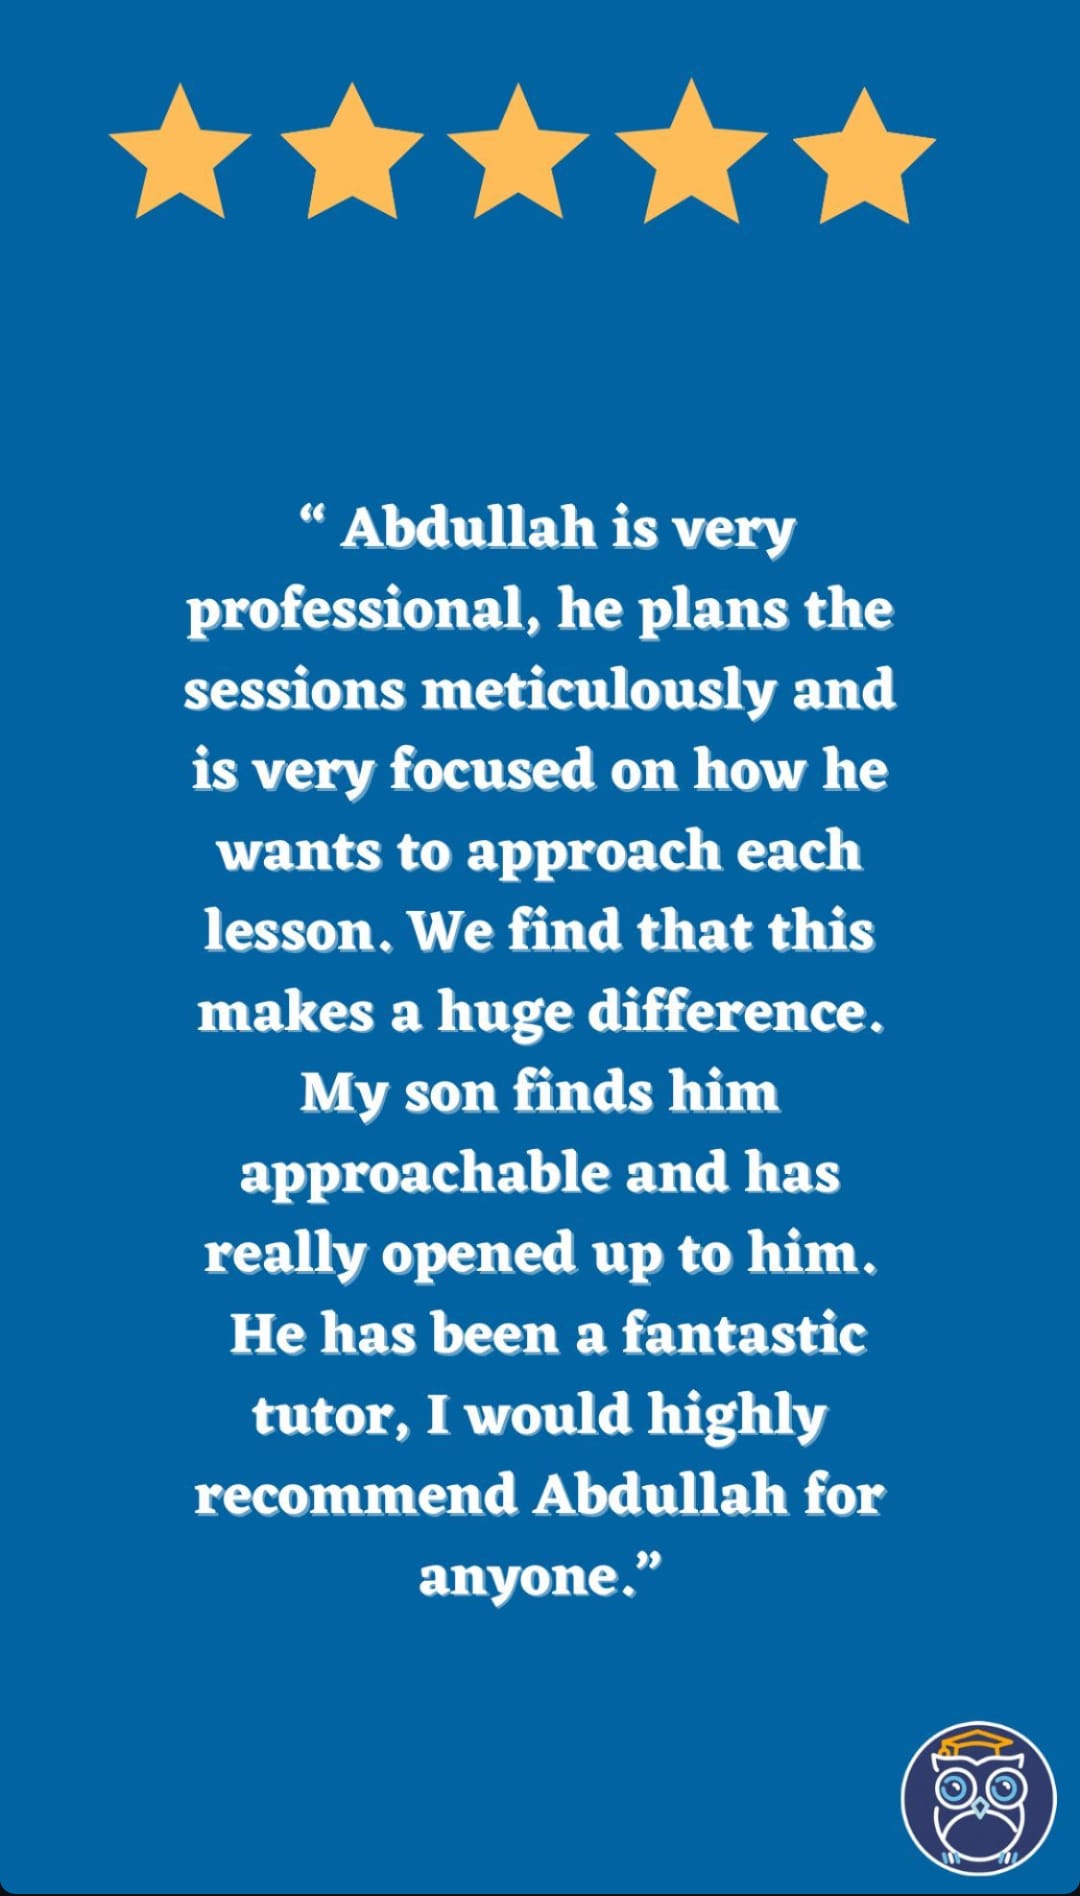 “ Abdullah is very
professional, he plans the
sessions meticulously and
is very focused on how he
wants to approach each
lesson. We find that this
makes a huge difference.
My son finds him
approachable and has
really opened up to him.
He has been a fantastic
tutor, I would highly
recommend Abdullah for
anyone.”